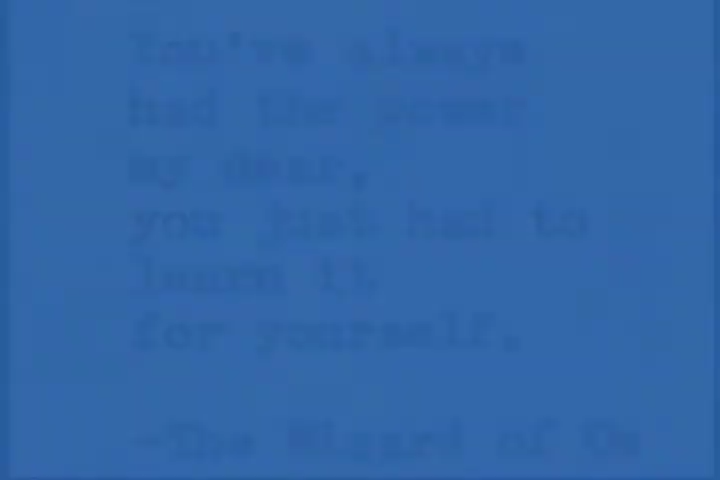 You've always
had the power
my dear,
you just had to
learn it
for yourself.
-The Wizard of Oz